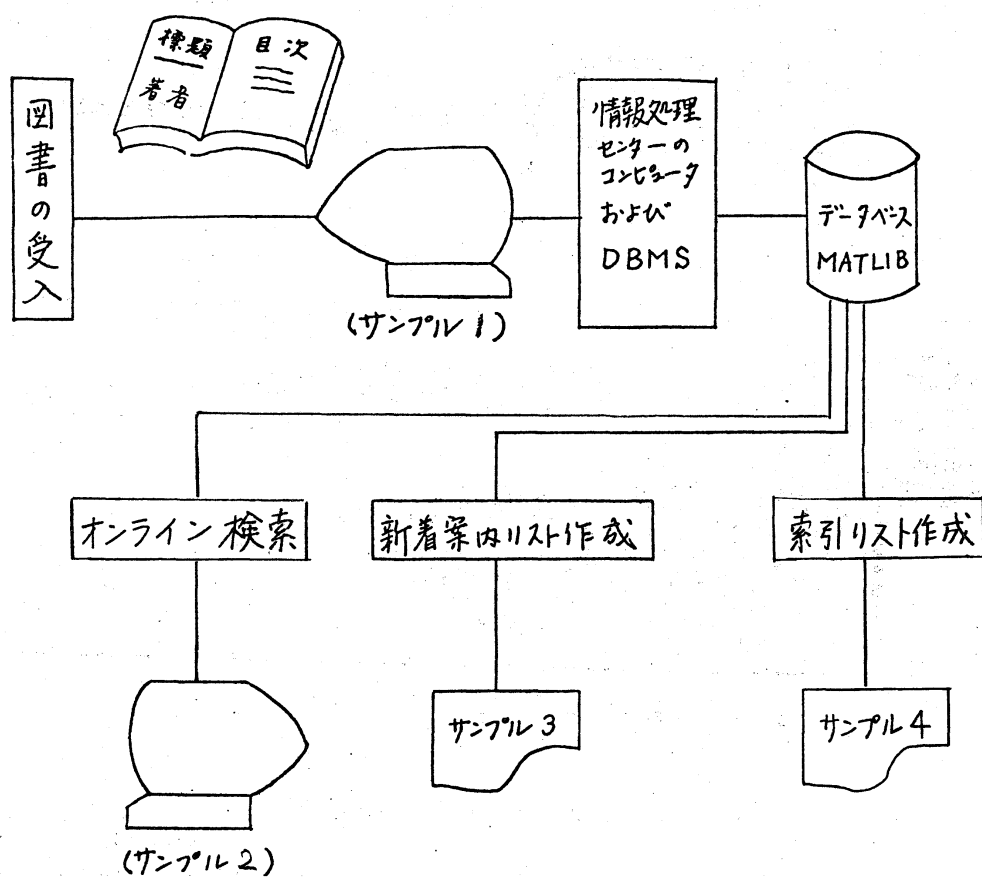 図書の受入
標題
著者
目次
(サンプル1)
情報処理
センターの
コンピュータ
および
DBMS
データベース
MATLIB
オンライン検索
新着案内リスト作成
索引リスト作成
(サンプル2)
サンプル3
サンプル4